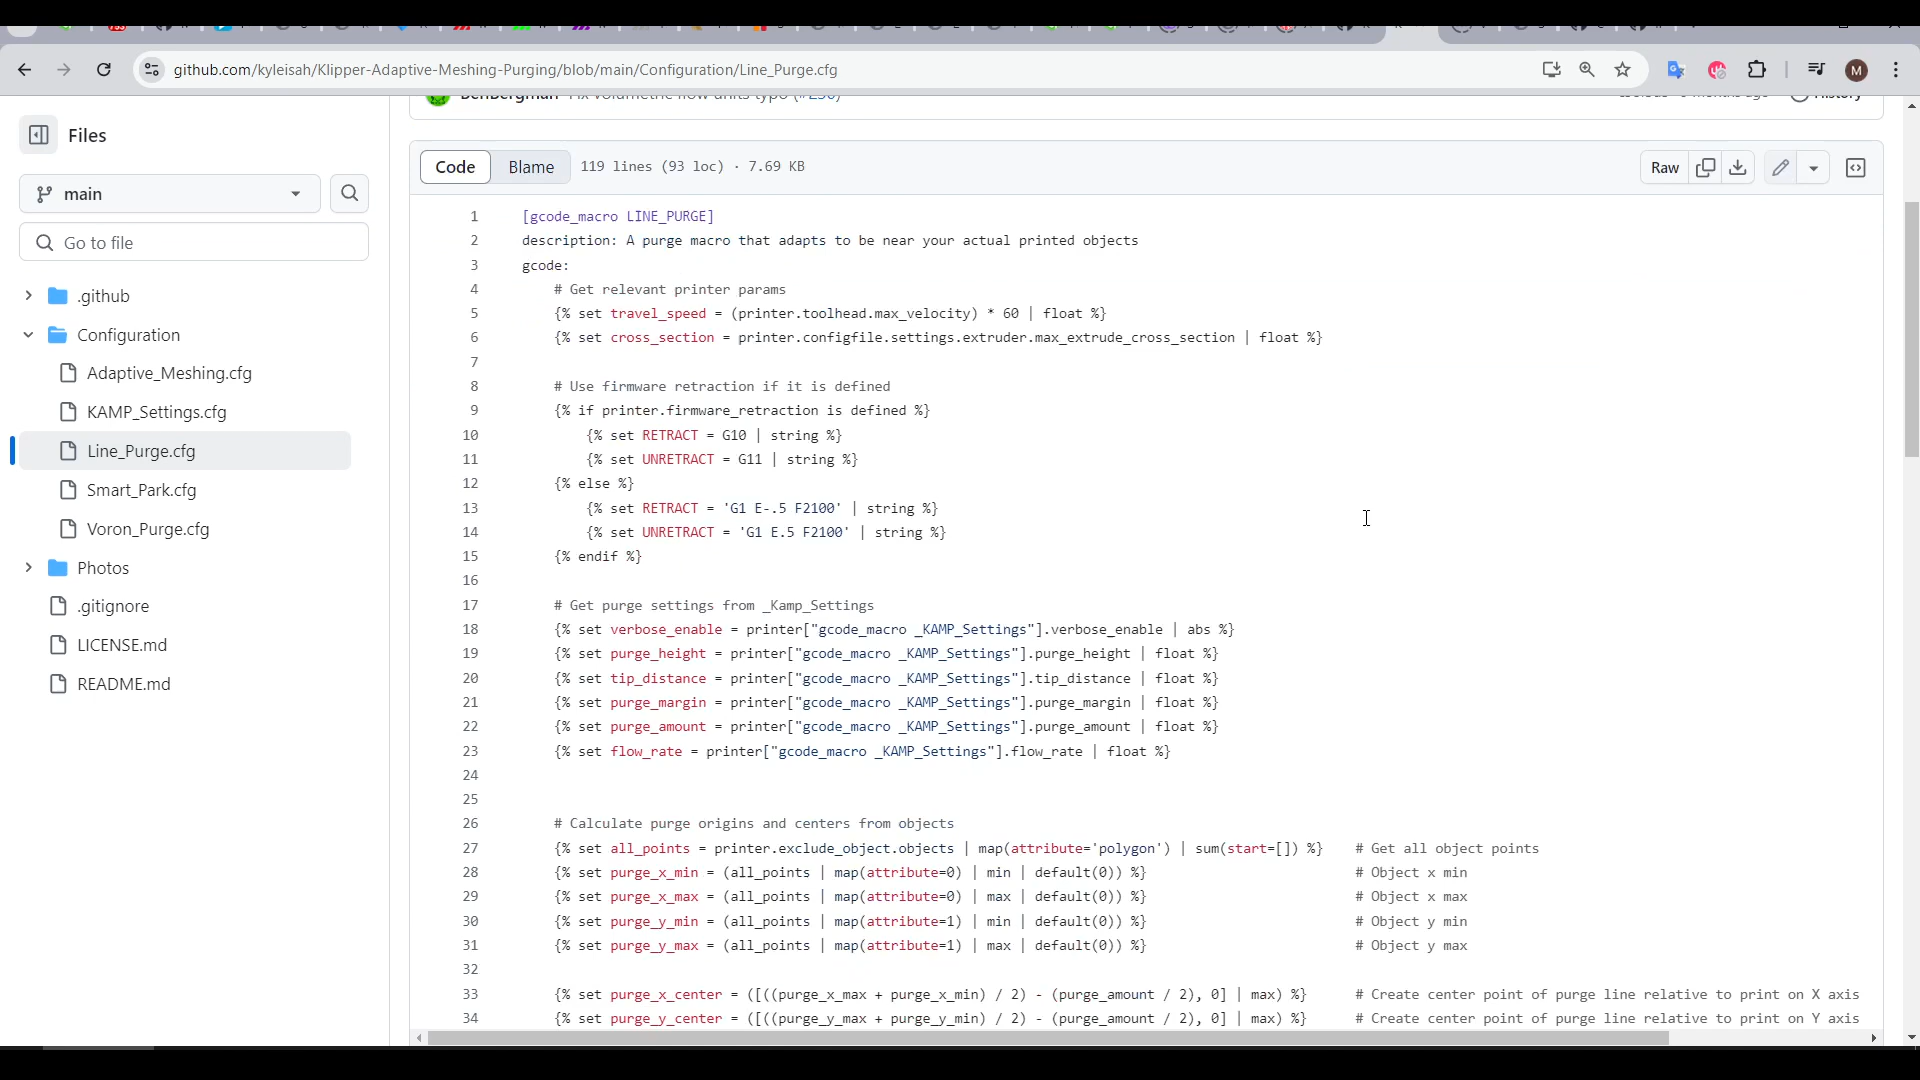 github.com/kyleisah/Klipper-Adaptive-Meshing-Purging/blob/main/Configuration/Line_Purge.cfg
M
Files
main
Go to file
.github
Configuration
Adaptive_Meshing.cfg
KAMP_Settings.cfg
Line_Purge.cfg
Smart_Park.cfg
Voron_Purge.cfg
Photos
.gitignore
LICENSE.md
README.md
Code Blame 119 lines (93 loc) · 7.69 KB Raw
1 [gcode_macro LINE_PURGE]
2 description: A purge macro that adapts to be near your actual printed objects
3 gcode:
4 # Get relevant printer params
5 {% set travel_speed = (printer.toolhead.max_velocity) * 60 | float %}
6 {% set cross_section = printer.configfile.settings.extruder.max_extrude_cross_section | float %}
7
8 # Use firmware retraction if it is defined
9 {% if printer.firmware_retraction is defined %}
10 {% set RETRACT = G10 | string %}
11 {% set UNRETRACT = G11 | string %}
12 {% else %}
13 {% set RETRACT = 'G1 E-.5 F2100' | string %}
14 {% set UNRETRACT = 'G1 E.5 F2100' | string %}
15 {% endif %}
16
17 # Get purge settings from _Kamp_Settings
18 {% set verbose_enable = printer["gcode_macro _KAMP_Settings"].verbose_enable | abs %}
19 {% set purge_height = printer["gcode_macro _KAMP_Settings"].purge_height | float %}
20 {% set tip_distance = printer["gcode_macro _KAMP_Settings"].tip_distance | float %}
21 {% set purge_margin = printer["gcode_macro _KAMP_Settings"].purge_margin | float %}
22 {% set purge_amount = printer["gcode_macro _KAMP_Settings"].purge_amount | float %}
23 {% set flow_rate = printer["gcode_macro _KAMP_Settings"].flow_rate | float %}
24
25
26 # Calculate purge origins and centers from objects
27 {% set all_points = printer.exclude_object.objects | map(attribute='polygon') | sum(start=[]) %} # Get all object points
28 {% set purge_x_min = (all_points | map(attribute=0) | min | default(0)) %} # Object x min
29 {% set purge_x_max = (all_points | map(attribute=0) | max | default(0)) %} # Object x max
30 {% set purge_y_min = (all_points | map(attribute=1) | min | default(0)) %} # Object y min
31 {% set purge_y_max = (all_points | map(attribute=1) | max | default(0)) %} # Object y max
32
33 {% set purge_x_center = ([((purge_x_max + purge_x_min) / 2) - (purge_amount / 2), 0] | max) %} # Create center point of purge line relative to print on X axis
34 {% set purge_y_center = ([((purge_y_max + purge_y_min) / 2) - (purge_amount / 2), 0] | max) %} # Create center point of purge line relative to print on Y axis